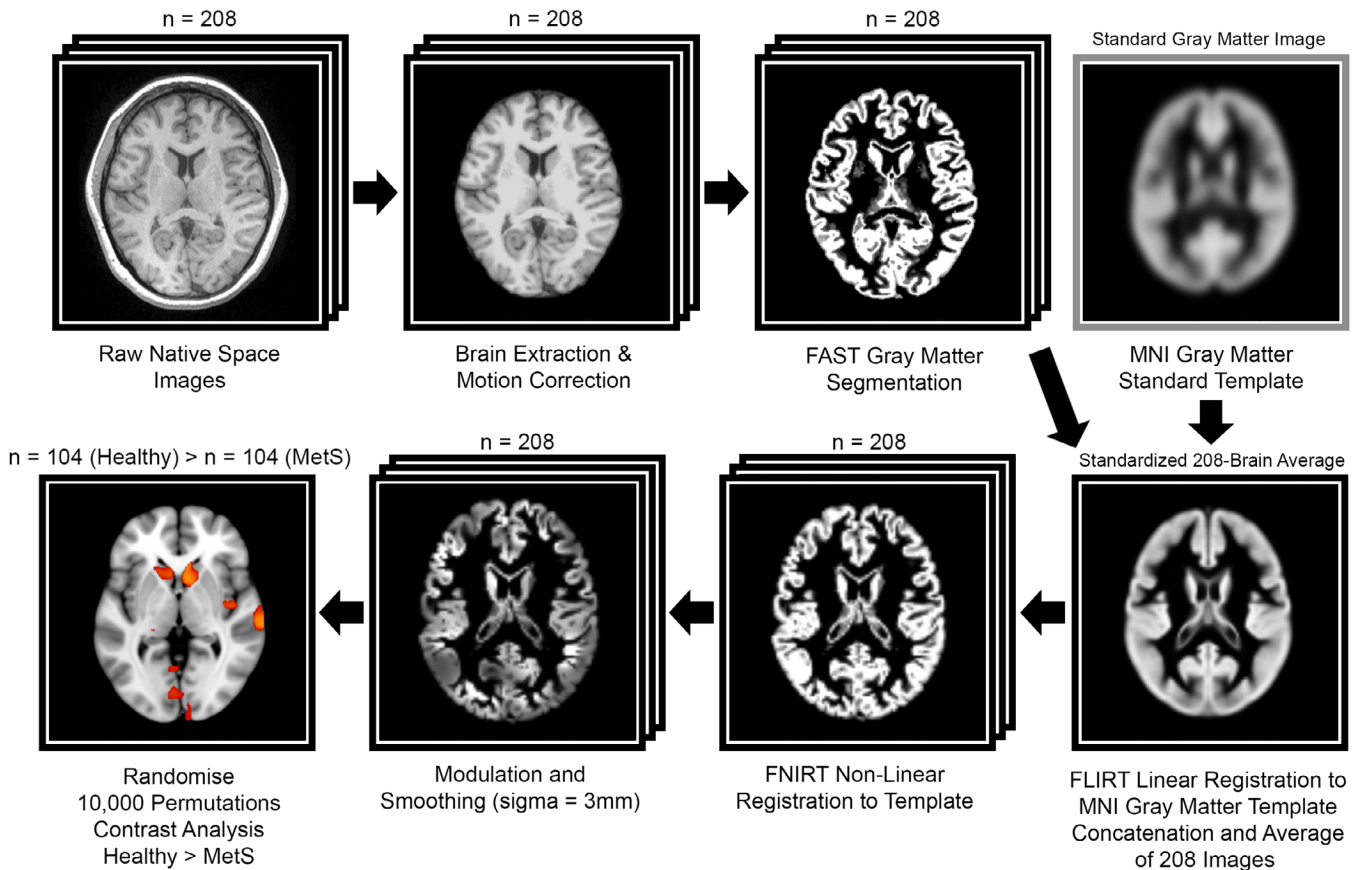 n = 208
n = 208
n = 208
Standard Gray Matter Image
Raw Native Space
Images
Brain Extraction &
Motion Correction
FAST Gray Matter
Segmentation
MNI Gray Matter
Standard Template
n = 104 (Healthy) > n = 104 (MetS)
n = 208
n = 208
Standardized 208-Brain Average
Randomise
10,000 Permutations
Contrast Analysis
Healthy > MetS
Modulation and
Smoothing (sigma = 3mm)
FNIRT Non-Linear
Registration to Template
FLIRT Linear Registration to
MNI Gray Matter Template
Concatenation and Average
of 208 Images